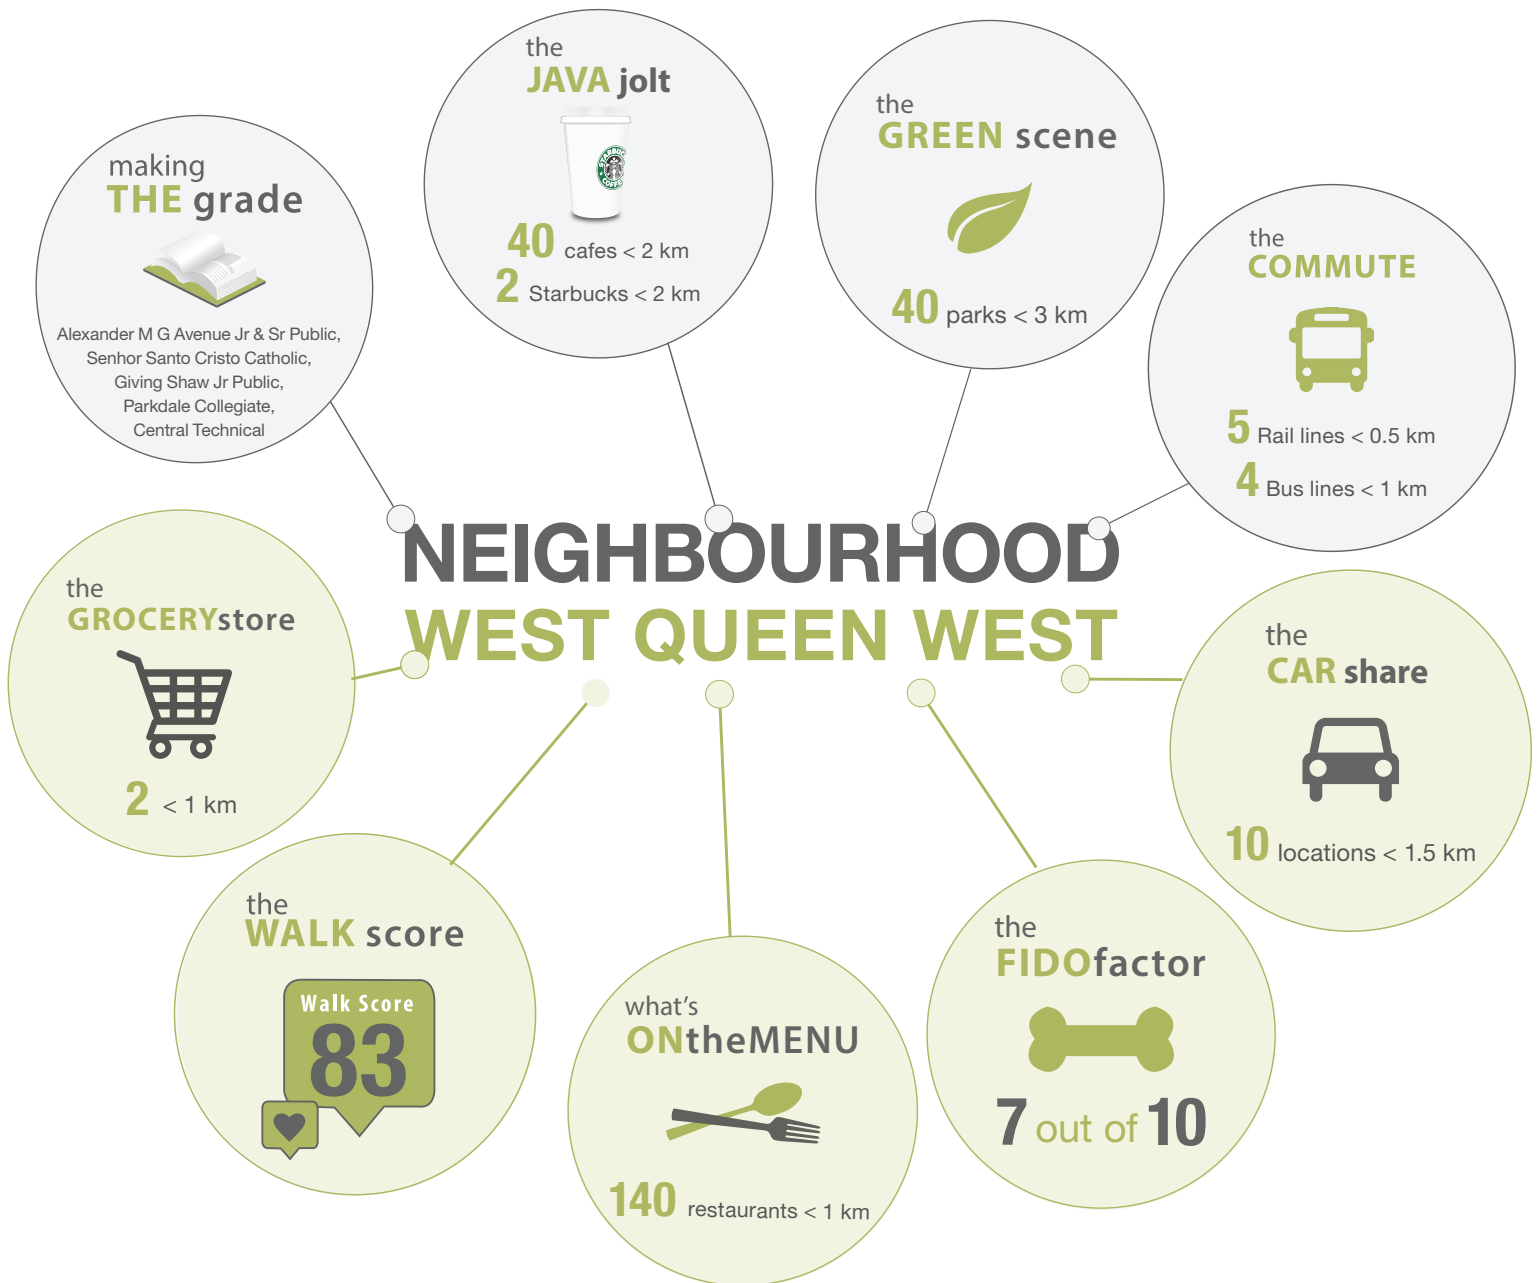 making
THE grade
Alexander M G Avenue Jr & Sr Public,
Senhor Santo Cristo Catholic,
Giving Shaw Jr Public,
Parkdale Collegiate,
Central Technical
the
JAVA jolt
40 cafes < 2 km
2 Starbucks < 2 km
the
GREEN scene
40 parks < 3 km
the
COMMUTE
5 Rail lines < 0.5 km
4 Bus lines < 1 km
NEIGHBOURHOOD
WEST QUEEN WEST
the
GROCERYstore
2 < 1 km
the
WALK score
Walk Score
83
what's
ONtheMENU
140 restaurants < 1 km
the
FIDOfactor
7 out of 10
the
CAR share
10 locations < 1.5 km